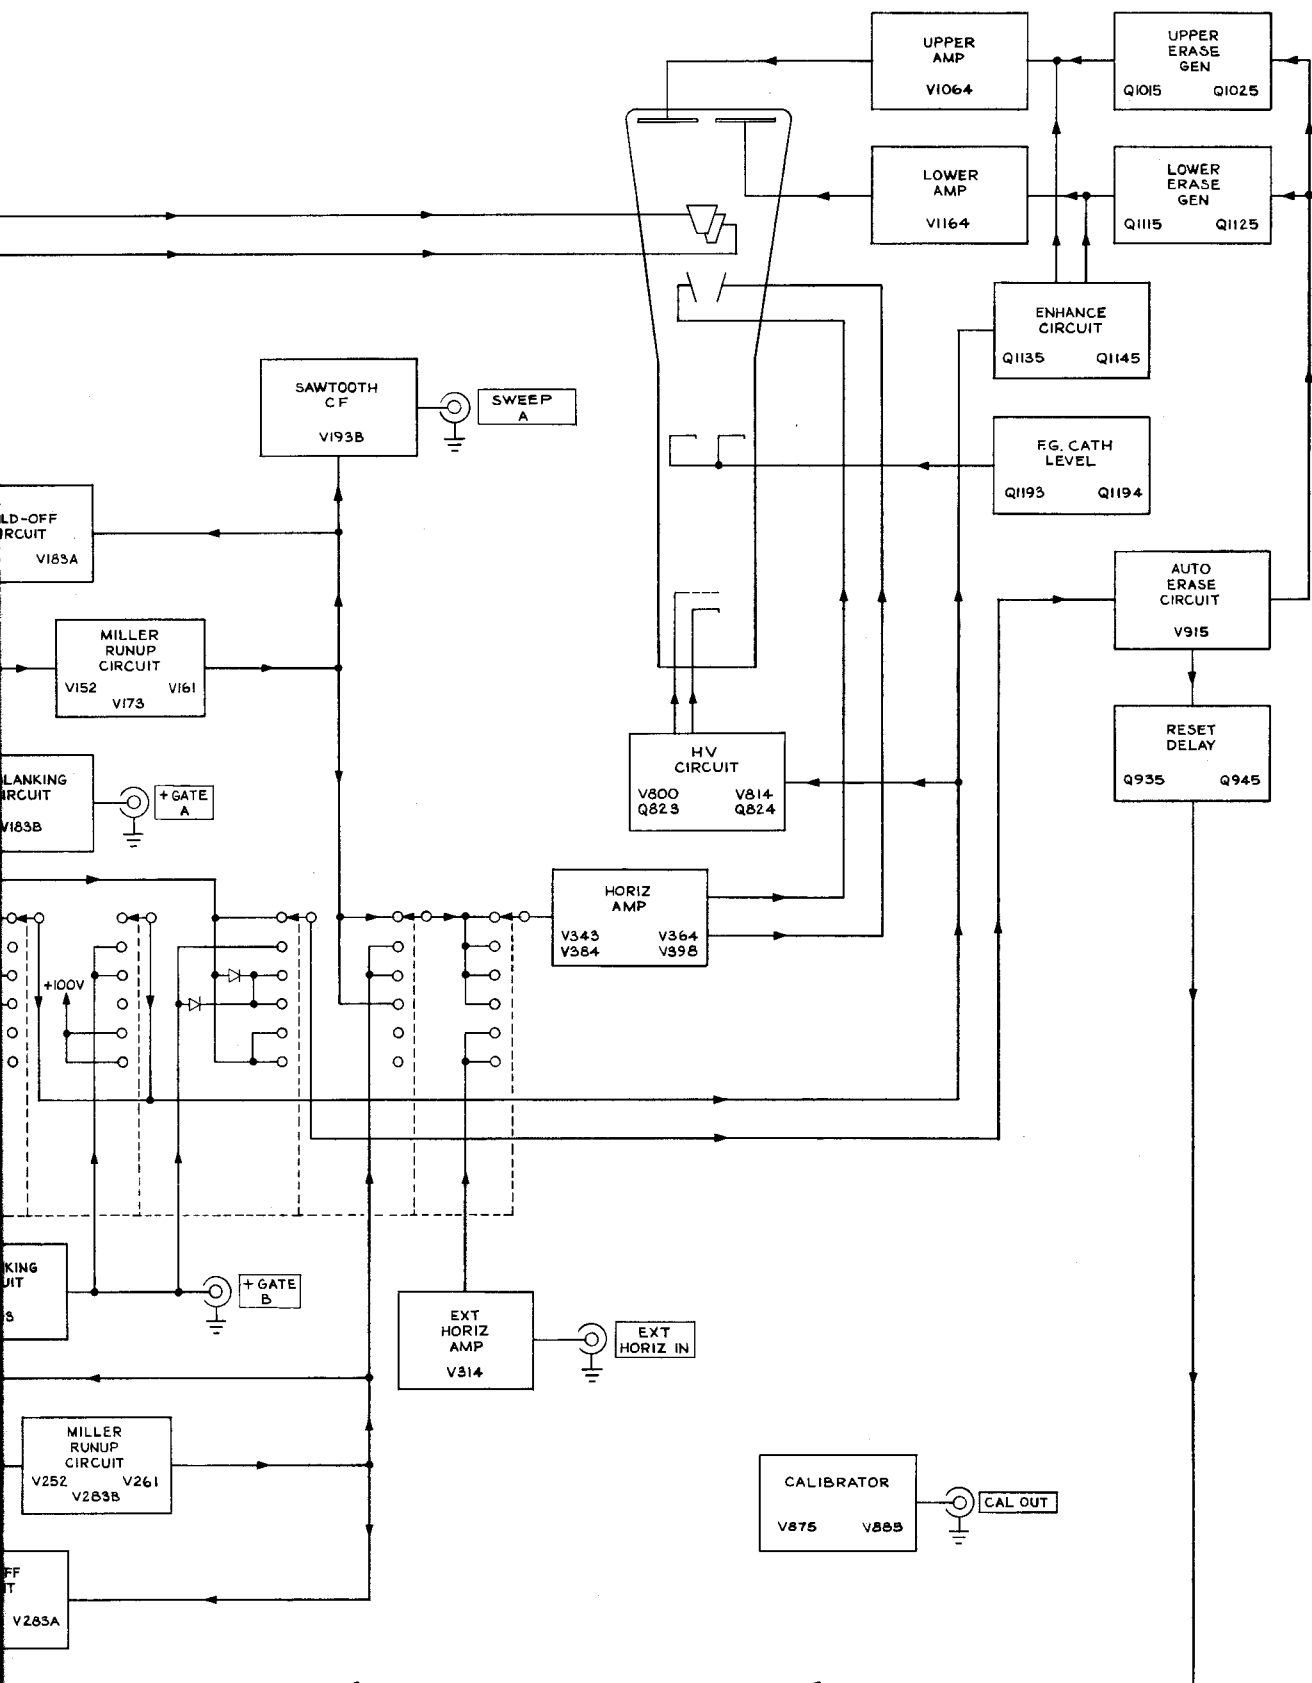 UPPER
AMP
V1064
UPPER
ERASE
GEN
Q1015 Q1025
LOWER
AMP
V1164
LOWER
ERASE
GEN
Q1115 Q1125
ENHANCE
CIRCUIT
Q1135 Q1145
SAWTOOTH
CF
V193B
SWEEP
A
F.G. CATH
LEVEL
Q1193 Q1194
LD-OFF
RCUIT
V183A
AUTO
ERASE
CIRCUIT
V915
MILLER
RUNUP
CIRCUIT
V152 V161
V173
RESET
DELAY
Q935 Q945
HV
CIRCUIT
V800 V814
Q823 Q824
LANKING
IRCUIT
V183B
+GATE
A
HORIZ
AMP
V343 V364
V384 V398
+100V
KING
UIT
+GATE
B
EXT
HORIZ
AMP
V314
EXT
HORIZ IN
MILLER
RUNUP
CIRCUIT
V252 V261
V283B
CALIBRATOR
V875 V885
CAL OUT
FF
IT
V283A